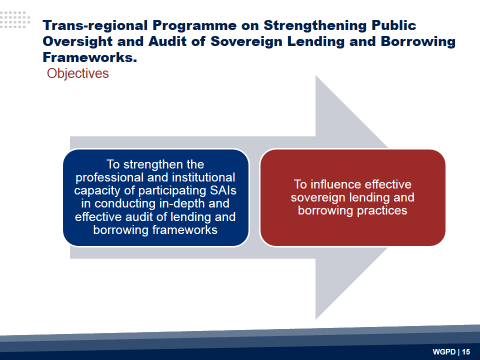 Trans-regional Programme on Strengthening Public
Oversight and Audit of Sovereign Lending and Borrowing
Frameworks.
Objectives
To strengthen the
professional and institutional
capacity of participating SAIs
in conducting in-depth and
effective audit of lending and
borrowing frameworks
To influence effective
sovereign lending and
borrowing practices
WGPD | 15